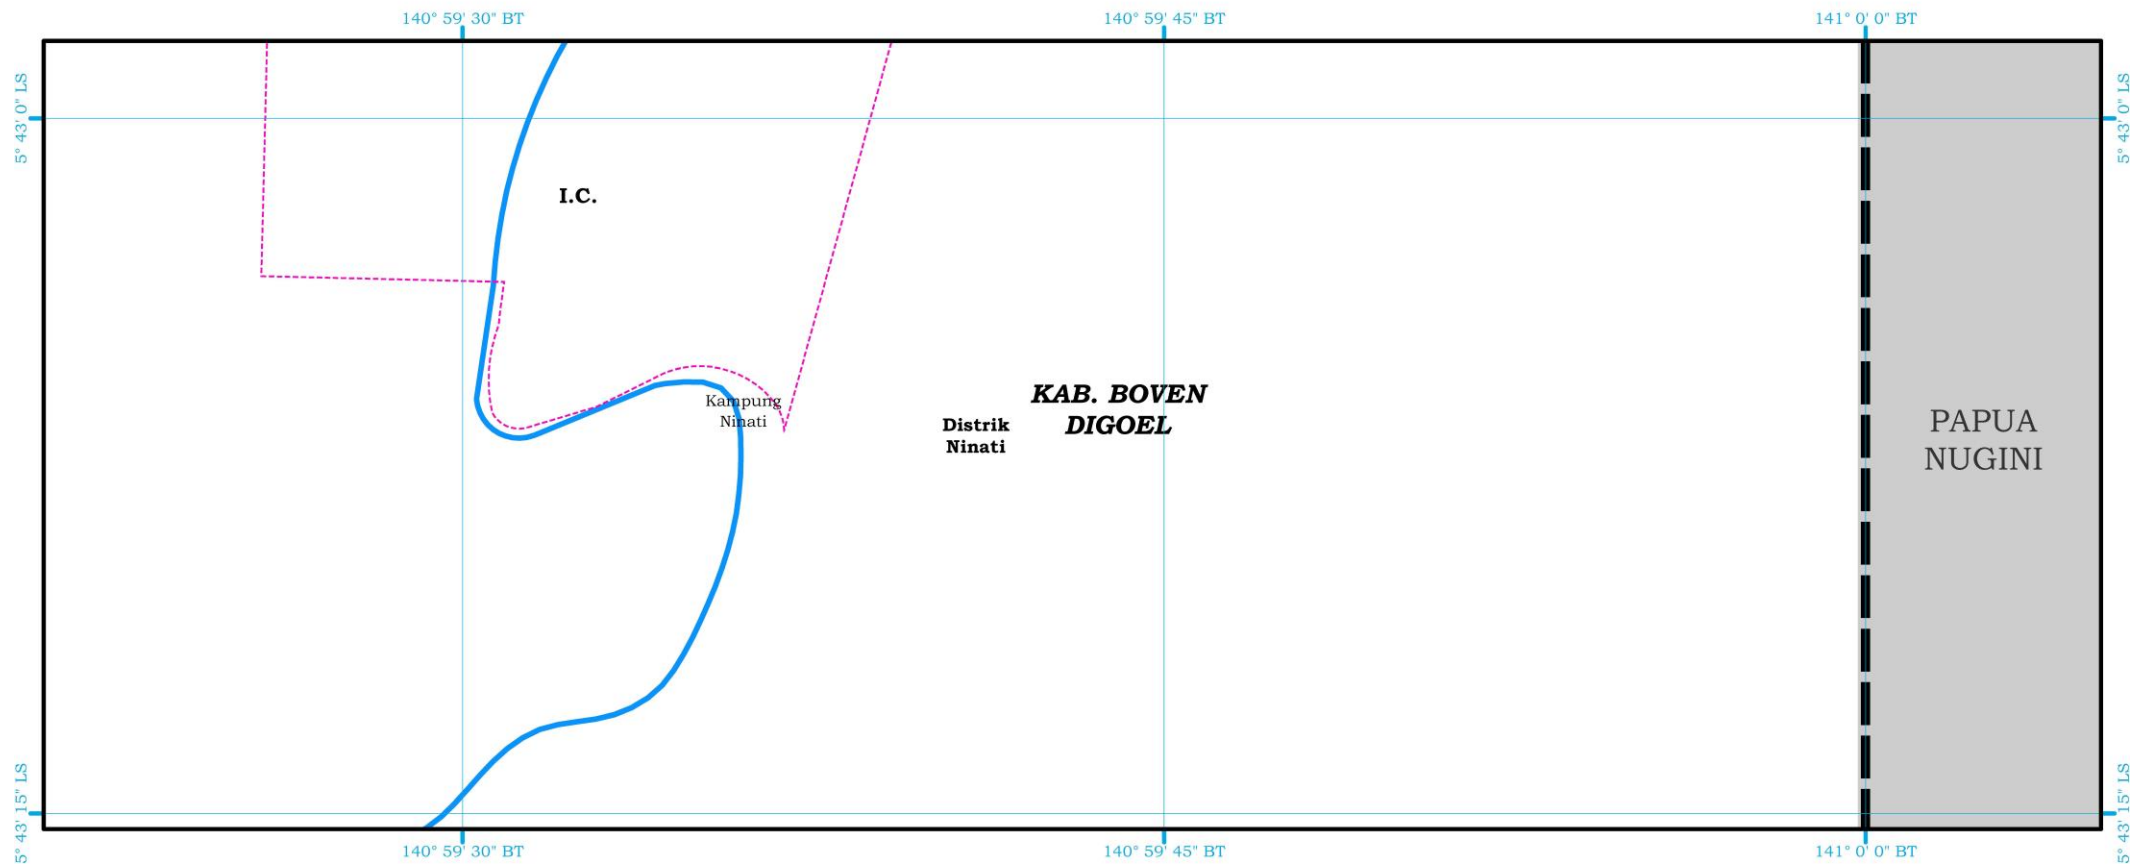 140° 59' 30" BT
140° 59' 45" BT
141° 0' 0" BT
5° 43' 0" LS
5° 43' 0" LS
I.C.
Kampung
Ninati
Distrik
Ninati
KAB. BOVEN
DIGOEL
PAPUA
NUGINI
5° 43' 15" LS
5° 43' 15" LS
140° 59' 30" BT
140° 59' 45" BT
141° 0' 0" BT